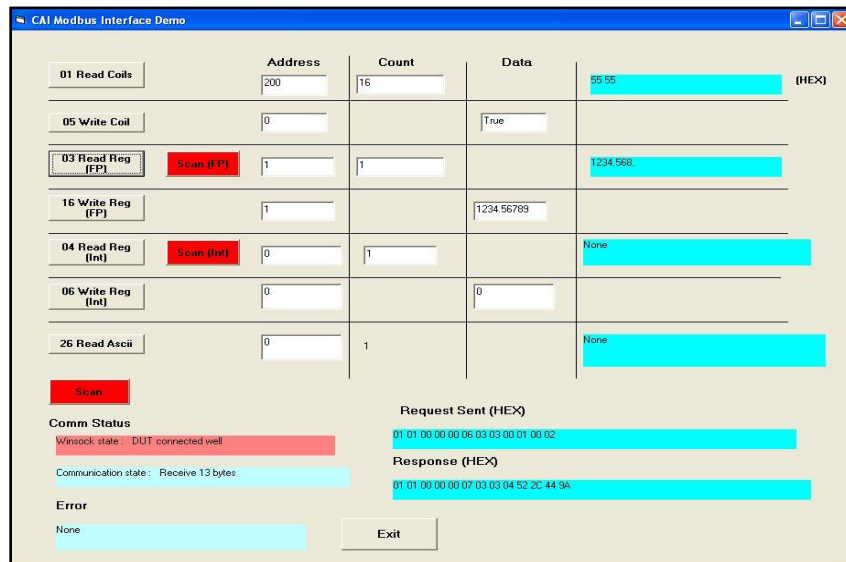 CAI Modbus Interface Demo
Address Count Data
01 Read Coils 200 16 55 55 (HEX)
05 Write Coil 0 True
03 Read Reg (FP) Scan (FP) 1 1 1234.568,
16 Write Reg (FP) 1 1234.56789
04 Read Reg (Int) Scan (Int) 0 1 None
06 Write Reg (Int) 0 0
26 Read Ascii 0 1 None
Scan
Request Sent (HEX)
Comm Status
Winsock state : DUT connected well
01 01 00 00 00 06 03 03 00 01 00 02
Response (HEX)
Communication state : Receive 13 bytes
01 01 00 00 00 07 03 03 04 52 2C 44 9A
Error
None
Exit